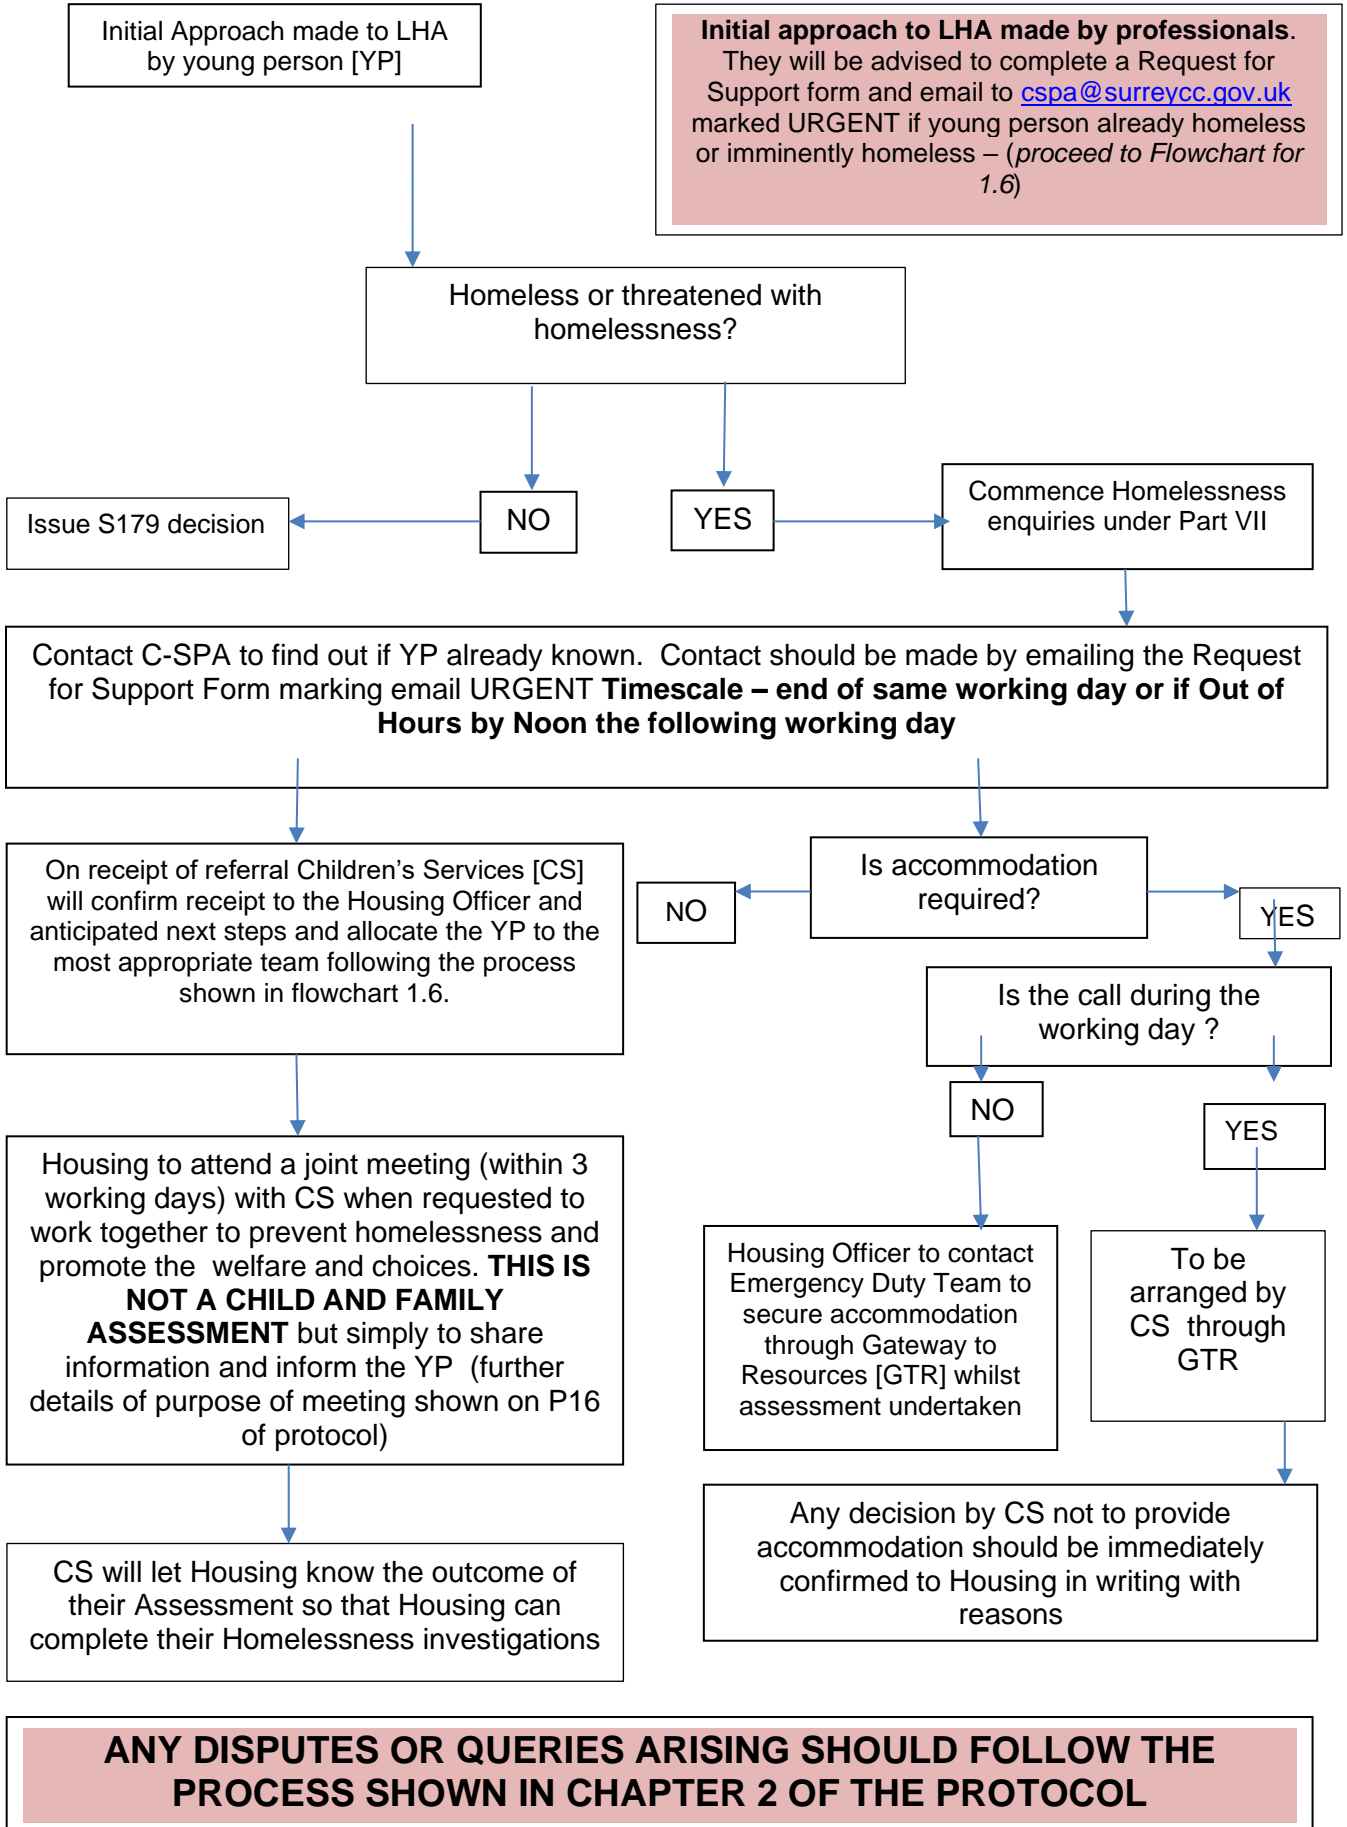 Initial Approach made to LHA
by young person [YP]
Initial approach to LHA made by professionals.
They will be advised to complete a Request for
Support form and email to cspa@surreycc.gov.uk
marked URGENT if young person already homeless
or imminently homeless – (proceed to Flowchart for
1.6)
Homeless or threatened with
homelessness?
Issue S179 decision
NO
YES
Commence Homelessness
enquiries under Part VII
Contact C-SPA to find out if YP already known.  Contact should be made by emailing the Request
for Support Form marking email URGENT Timescale – end of same working day or if Out of
Hours by Noon the following working day
On receipt of referral Children’s Services [CS]
will confirm receipt to the Housing Officer and
anticipated next steps and allocate the YP to the
most appropriate team following the process
shown in flowchart 1.6.
NO
Is accommodation
required?
YES
Is the call during the
working day ?
NO
YES
Housing to attend a joint meeting (within 3
working days) with CS when requested to
work together to prevent homelessness and
promote the  welfare and choices. THIS IS
NOT A CHILD AND FAMILY
ASSESSMENT but simply to share
information and inform the YP  (further
details of purpose of meeting shown on P16
of protocol)
Housing Officer to contact
Emergency Duty Team to
secure accommodation
through Gateway to
Resources [GTR] whilst
assessment undertaken
To be
arranged by
CS  through
GTR
CS will let Housing know the outcome of
their Assessment so that Housing can
complete their Homelessness investigations
Any decision by CS not to provide
accommodation should be immediately
confirmed to Housing in writing with
reasons
ANY DISPUTES OR QUERIES ARISING SHOULD FOLLOW THE
PROCESS SHOWN IN CHAPTER 2 OF THE PROTOCOL